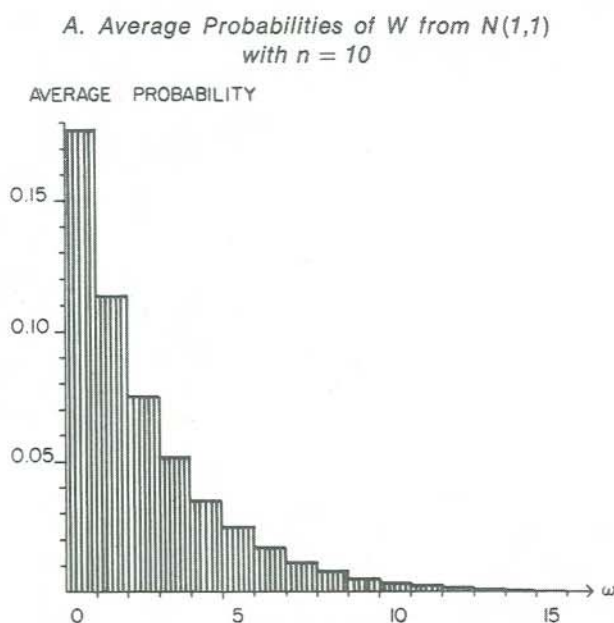 A. Average Probabilities of W from N(1,1)
with n = 10
AVERAGE PROBABILITY
0.15
0.10
0.05
0 5 10 15 ω